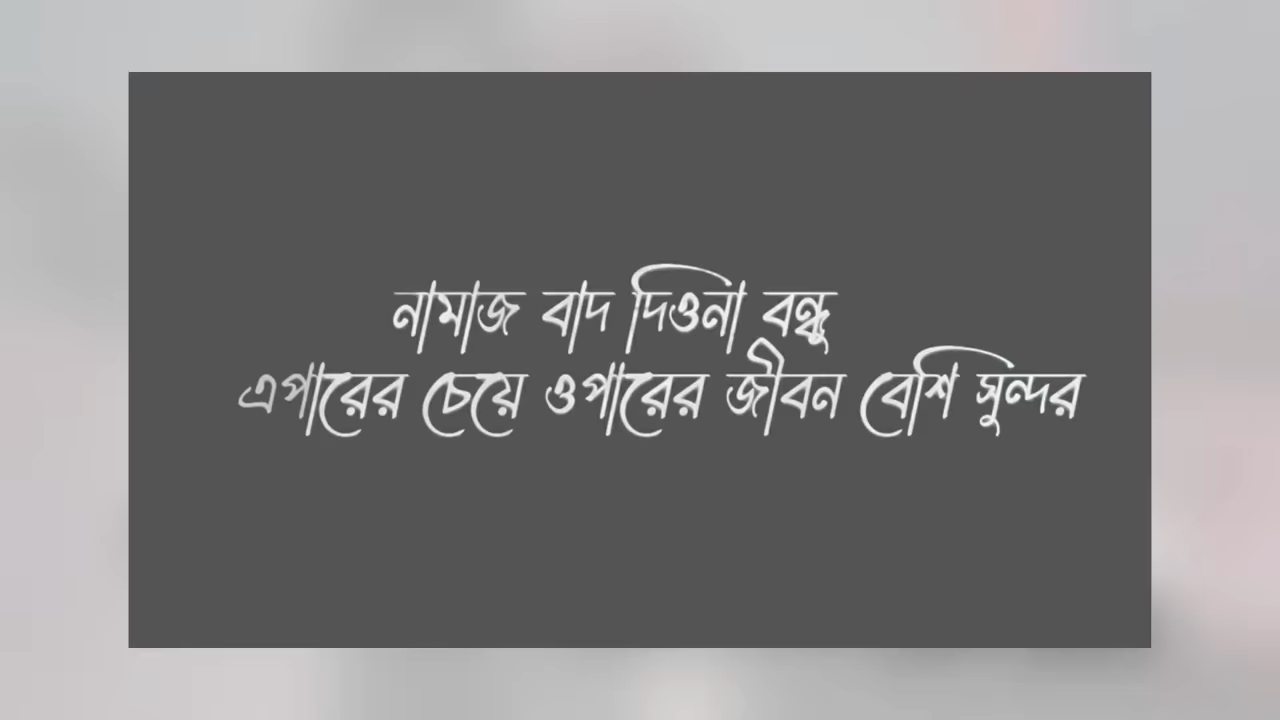 নামাজ বাদ দিওনা বন্ধু
এপারের চেয়ে ওপারের জীবন বেশি সুন্দর